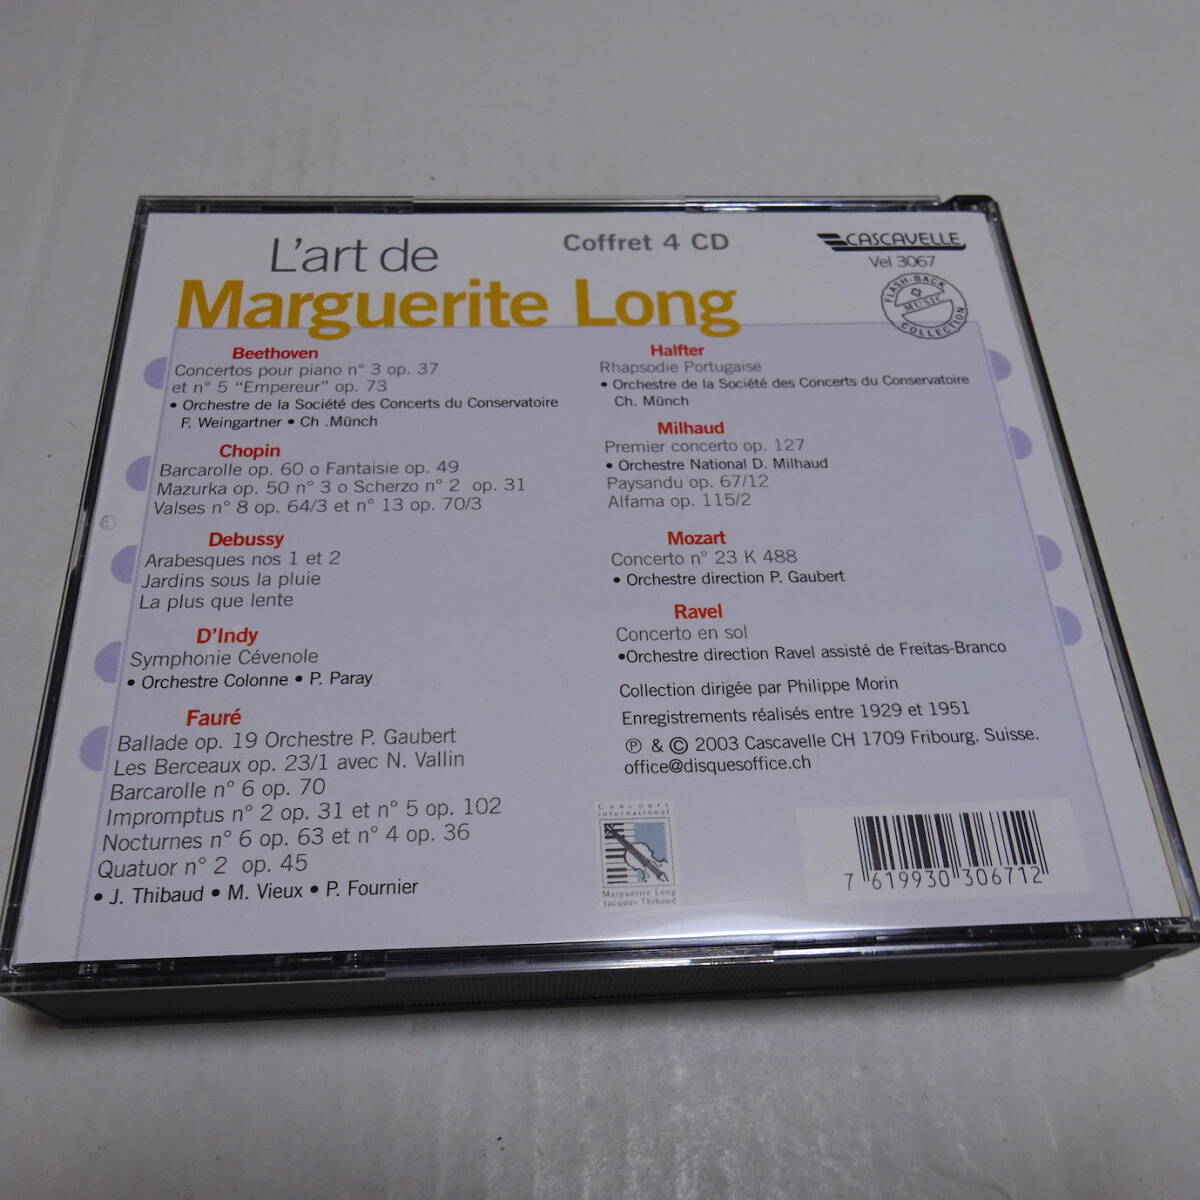 L'art de
Marguerite Long
Coffret 4 CD
CASCAVELLE
Vel 3067
FLASH-BACK
MUSIC
COLLECTION
Beethoven
Concertos pour piano n° 3 op. 37
et n° 5 “Empereur” op. 73
• Orchestre de la Société des Concerts du Conservatoire
F. Weingartner • Ch .Münch
Chopin
Barcarolle op. 60 o Fantaisie op. 49
Mazurka op. 50 n° 3 o Scherzo n° 2 op. 31
Valses n° 8 op. 64/3 et n° 13 op. 70/3
Debussy
Arabesques nos 1 et 2
Jardins sous la pluie
La plus que lente
D'Indy
Symphonie Cévenole
• Orchestre Colonne • P. Paray
Fauré
Ballade op. 19 Orchestre P. Gaubert
Les Berceaux op. 23/1 avec N. Vallin
Barcarolle n° 6 op. 70
Impromptus n° 2 op. 31 et n° 5 op. 102
Nocturnes n° 6 op. 63 et n° 4 op. 36
Quatuor n° 2 op. 45
• J. Thibaud • M. Vieux • P. Fournier
Halfter
Rhapsodie Portugaise
• Orchestre de la Société des Concerts du Conservatoire
Ch. Münch
Milhaud
Premier concerto op. 127
• Orchestre National D. Milhaud
Paysandu op. 67/12
Alfama op. 115/2
Mozart
Concerto n° 23 K 488
• Orchestre direction P. Gaubert
Ravel
Concerto en sol
•Orchestre direction Ravel assisté de Freitas-Branco
Collection dirigée par Philippe Morin
Enregistrements réalisés entre 1929 et 1951
℗ & © 2003 Cascavelle CH 1709 Fribourg. Suisse.
office@disquesoffice.ch
Concours
international
Marguerite Long
Jacques Thibaud
7 619930 306712